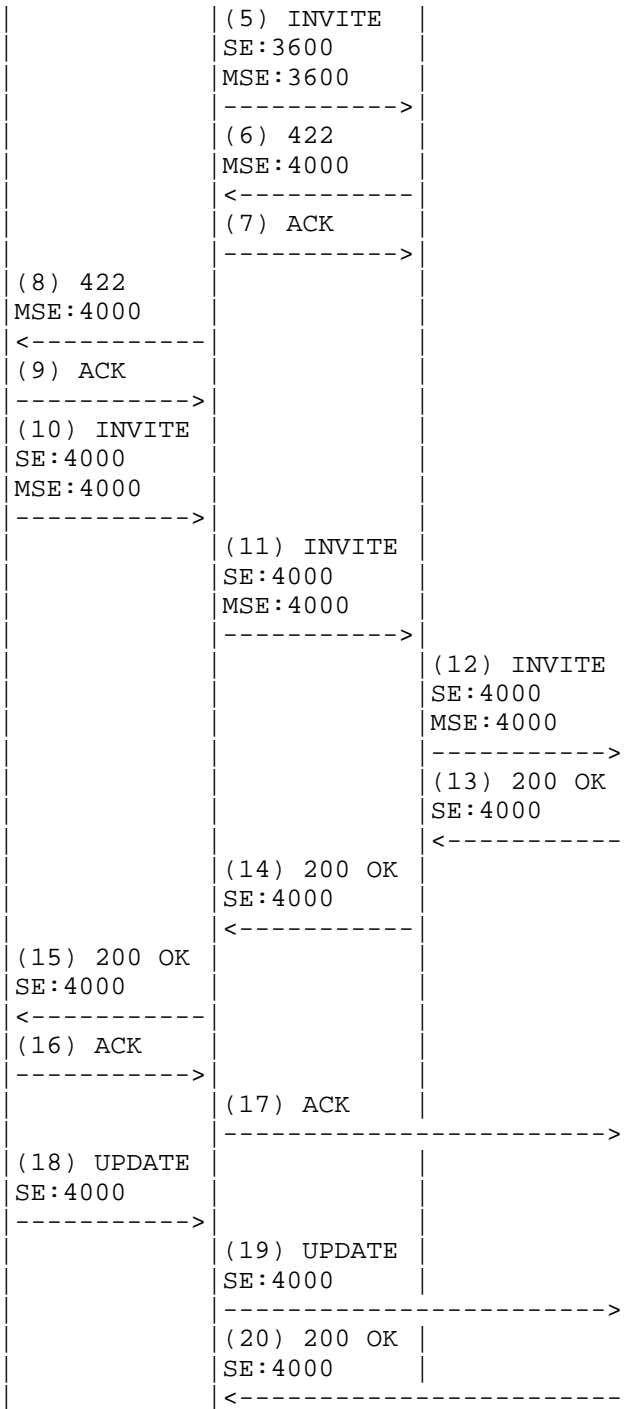 (5) INVITE
SE:3600
MSE:3600
----------->
(6) 422
MSE:4000
<-----------
(7) ACK
----------->
(8) 422
MSE:4000
<-----------
(9) ACK
----------->
(10) INVITE
SE:4000
MSE:4000
----------->
(11) INVITE
SE:4000
MSE:4000
----------->
(12) INVITE
SE:4000
MSE:4000
----------->
(13) 200 OK
SE:4000
<-----------
(14) 200 OK
SE:4000
<-----------
(15) 200 OK
SE:4000
<-----------
(16) ACK
----------->
(17) ACK
------------------------>
(18) UPDATE
SE:4000
----------->
(19) UPDATE
SE:4000
------------------------>
(20) 200 OK
SE:4000
<------------------------